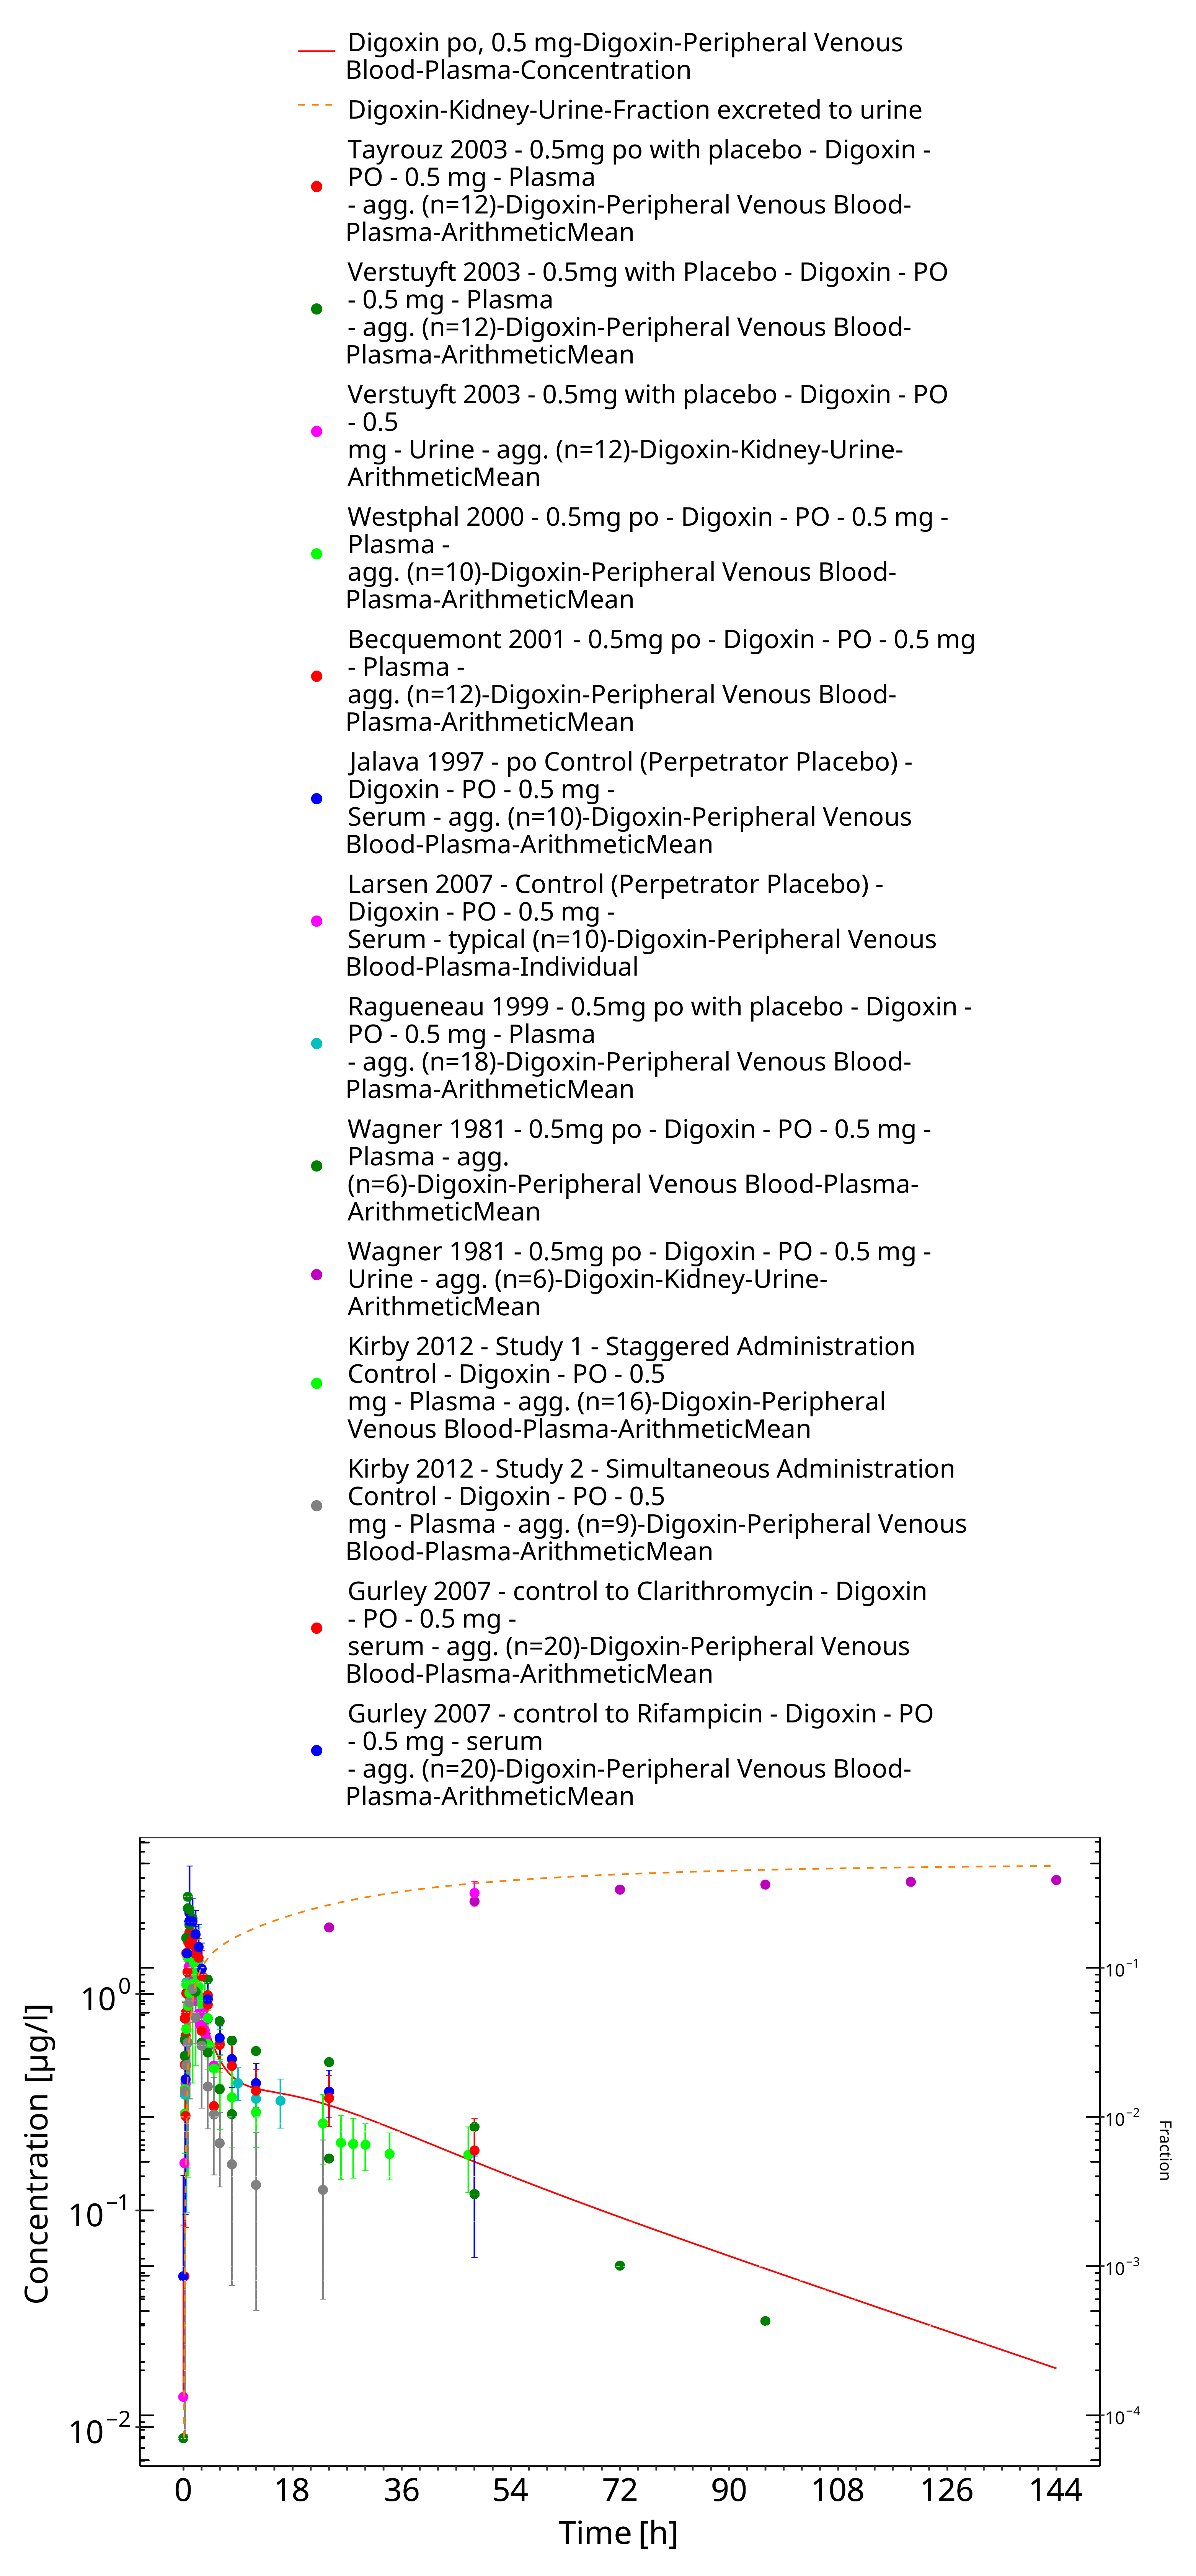 Digoxin po, 0.5 mg-Digoxin-Peripheral Venous
Blood-Plasma-Concentration
Digoxin-Kidney-Urine-Fraction excreted to urine
Tayrouz 2003 - 0.5mg po with placebo - Digoxin -
PO - 0.5 mg - Plasma
- agg. (n=12)-Digoxin-Peripheral Venous Blood-
Plasma-ArithmeticMean
Verstuyft 2003 - 0.5mg with Placebo - Digoxin - PO
- 0.5 mg - Plasma
- agg. (n=12)-Digoxin-Peripheral Venous Blood-
Plasma-ArithmeticMean
Verstuyft 2003 - 0.5mg with placebo - Digoxin - PO
- 0.5
mg - Urine - agg. (n=12)-Digoxin-Kidney-Urine-
ArithmeticMean
Westphal 2000 - 0.5mg po - Digoxin - PO - 0.5 mg -
Plasma -
agg. (n=10)-Digoxin-Peripheral Venous Blood-
Plasma-ArithmeticMean
Becquemont 2001 - 0.5mg po - Digoxin - PO - 0.5 mg
- Plasma -
agg. (n=12)-Digoxin-Peripheral Venous Blood-
Plasma-ArithmeticMean
Jalava 1997 - po Control (Perpetrator Placebo) -
Digoxin - PO - 0.5 mg -
Serum - agg. (n=10)-Digoxin-Peripheral Venous
Blood-Plasma-ArithmeticMean
Larsen 2007 - Control (Perpetrator Placebo) -
Digoxin - PO - 0.5 mg -
Serum - typical (n=10)-Digoxin-Peripheral Venous
Blood-Plasma-Individual
Ragueneau 1999 - 0.5mg po with placebo - Digoxin -
PO - 0.5 mg - Plasma
- agg. (n=18)-Digoxin-Peripheral Venous Blood-
Plasma-ArithmeticMean
Wagner 1981 - 0.5mg po - Digoxin - PO - 0.5 mg -
Plasma - agg.
(n=6)-Digoxin-Peripheral Venous Blood-Plasma-
ArithmeticMean
Wagner 1981 - 0.5mg po - Digoxin - PO - 0.5 mg -
Urine - agg. (n=6)-Digoxin-Kidney-Urine-
ArithmeticMean
Kirby 2012 - Study 1 - Staggered Administration
Control - Digoxin - PO - 0.5
mg - Plasma - agg. (n=16)-Digoxin-Peripheral
Venous Blood-Plasma-ArithmeticMean
Kirby 2012 - Study 2 - Simultaneous Administration
Control - Digoxin - PO - 0.5
mg - Plasma - agg. (n=9)-Digoxin-Peripheral Venous
Blood-Plasma-ArithmeticMean
Gurley 2007 - control to Clarithromycin - Digoxin
- PO - 0.5 mg -
serum - agg. (n=20)-Digoxin-Peripheral Venous
Blood-Plasma-ArithmeticMean
Gurley 2007 - control to Rifampicin - Digoxin - PO
- 0.5 mg - serum
- agg. (n=20)-Digoxin-Peripheral Venous Blood-
Plasma-ArithmeticMean
Concentration [µg/l]
10⁰
10⁻¹
10⁻²
10⁻¹
10⁻²
10⁻³
10⁻⁴
Fraction
0 18 36 54 72 90 108 126 144
Time [h]